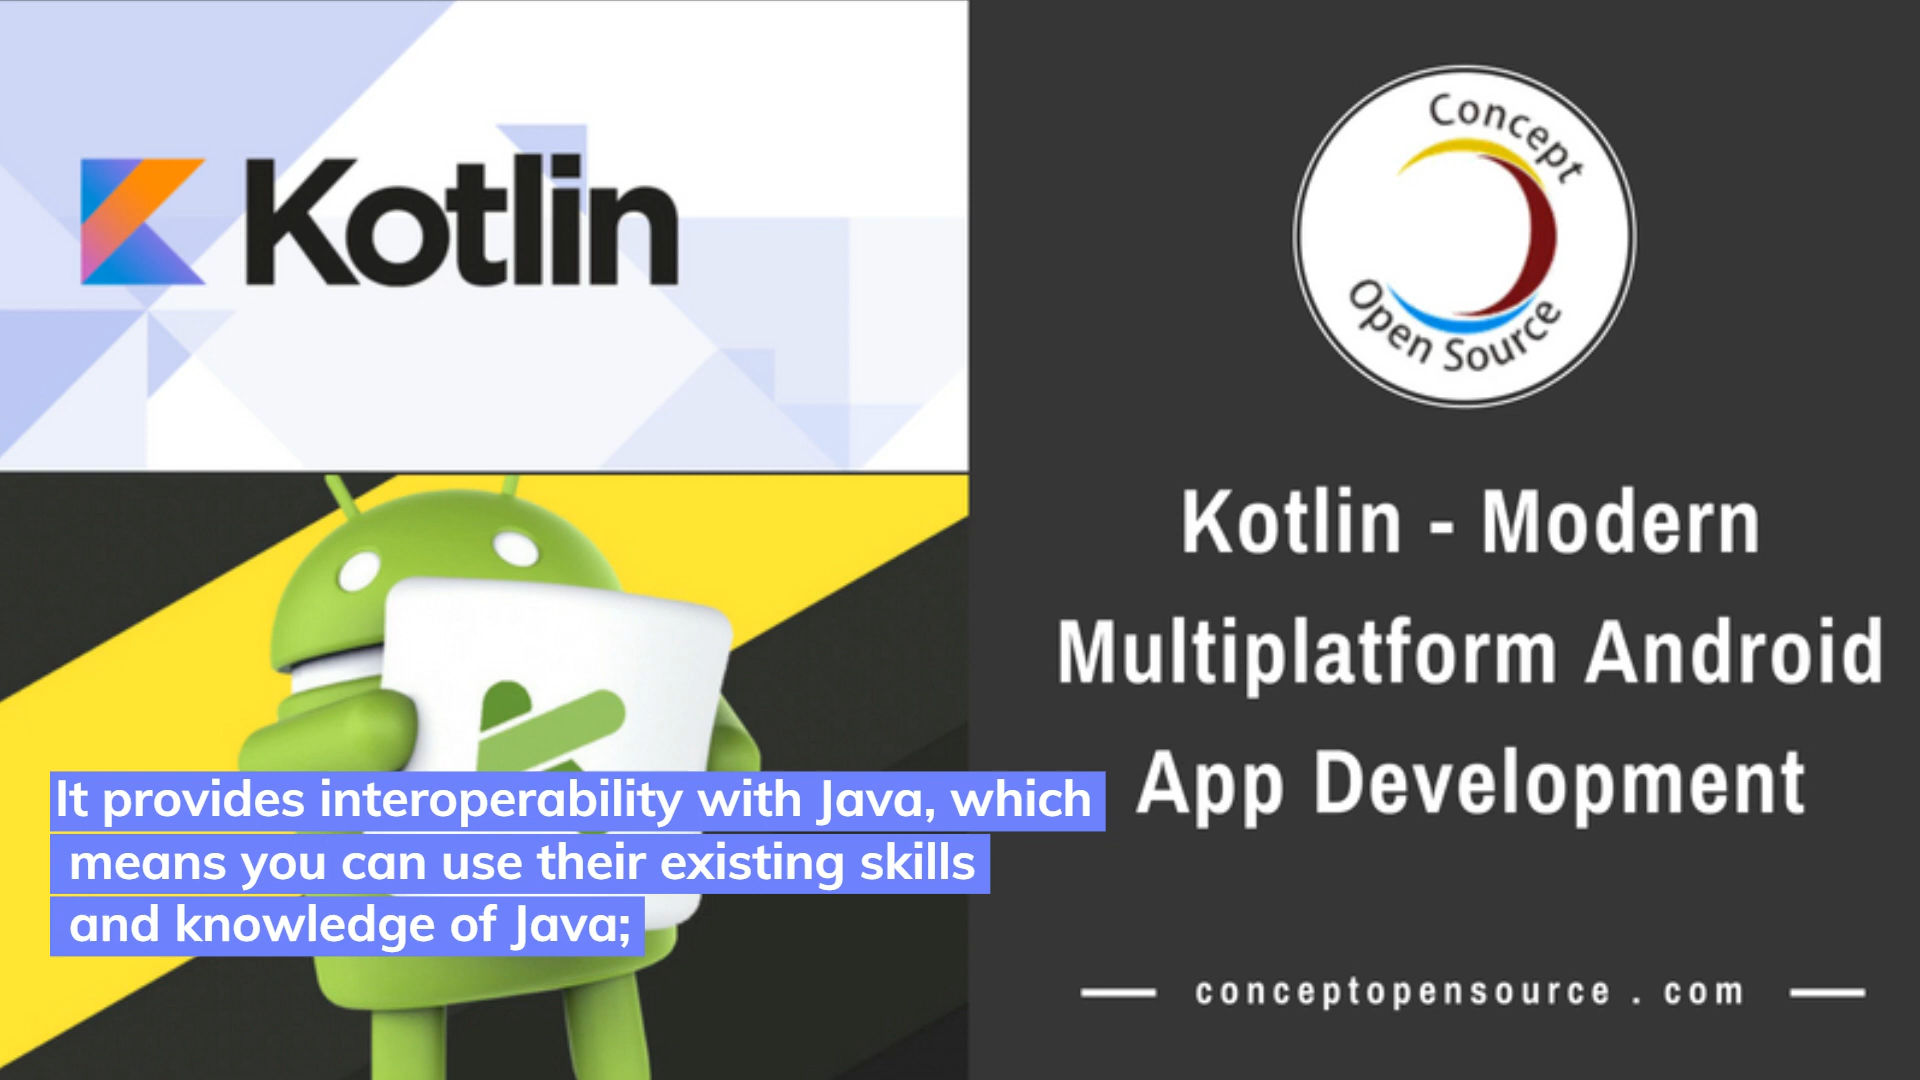 Kotlin
Concept
Open Source
Kotlin - Modern
Multiplatform Android
App Development
It provides interoperability with Java, which
means you can use their existing skills
and knowledge of Java;
conceptopensource . com